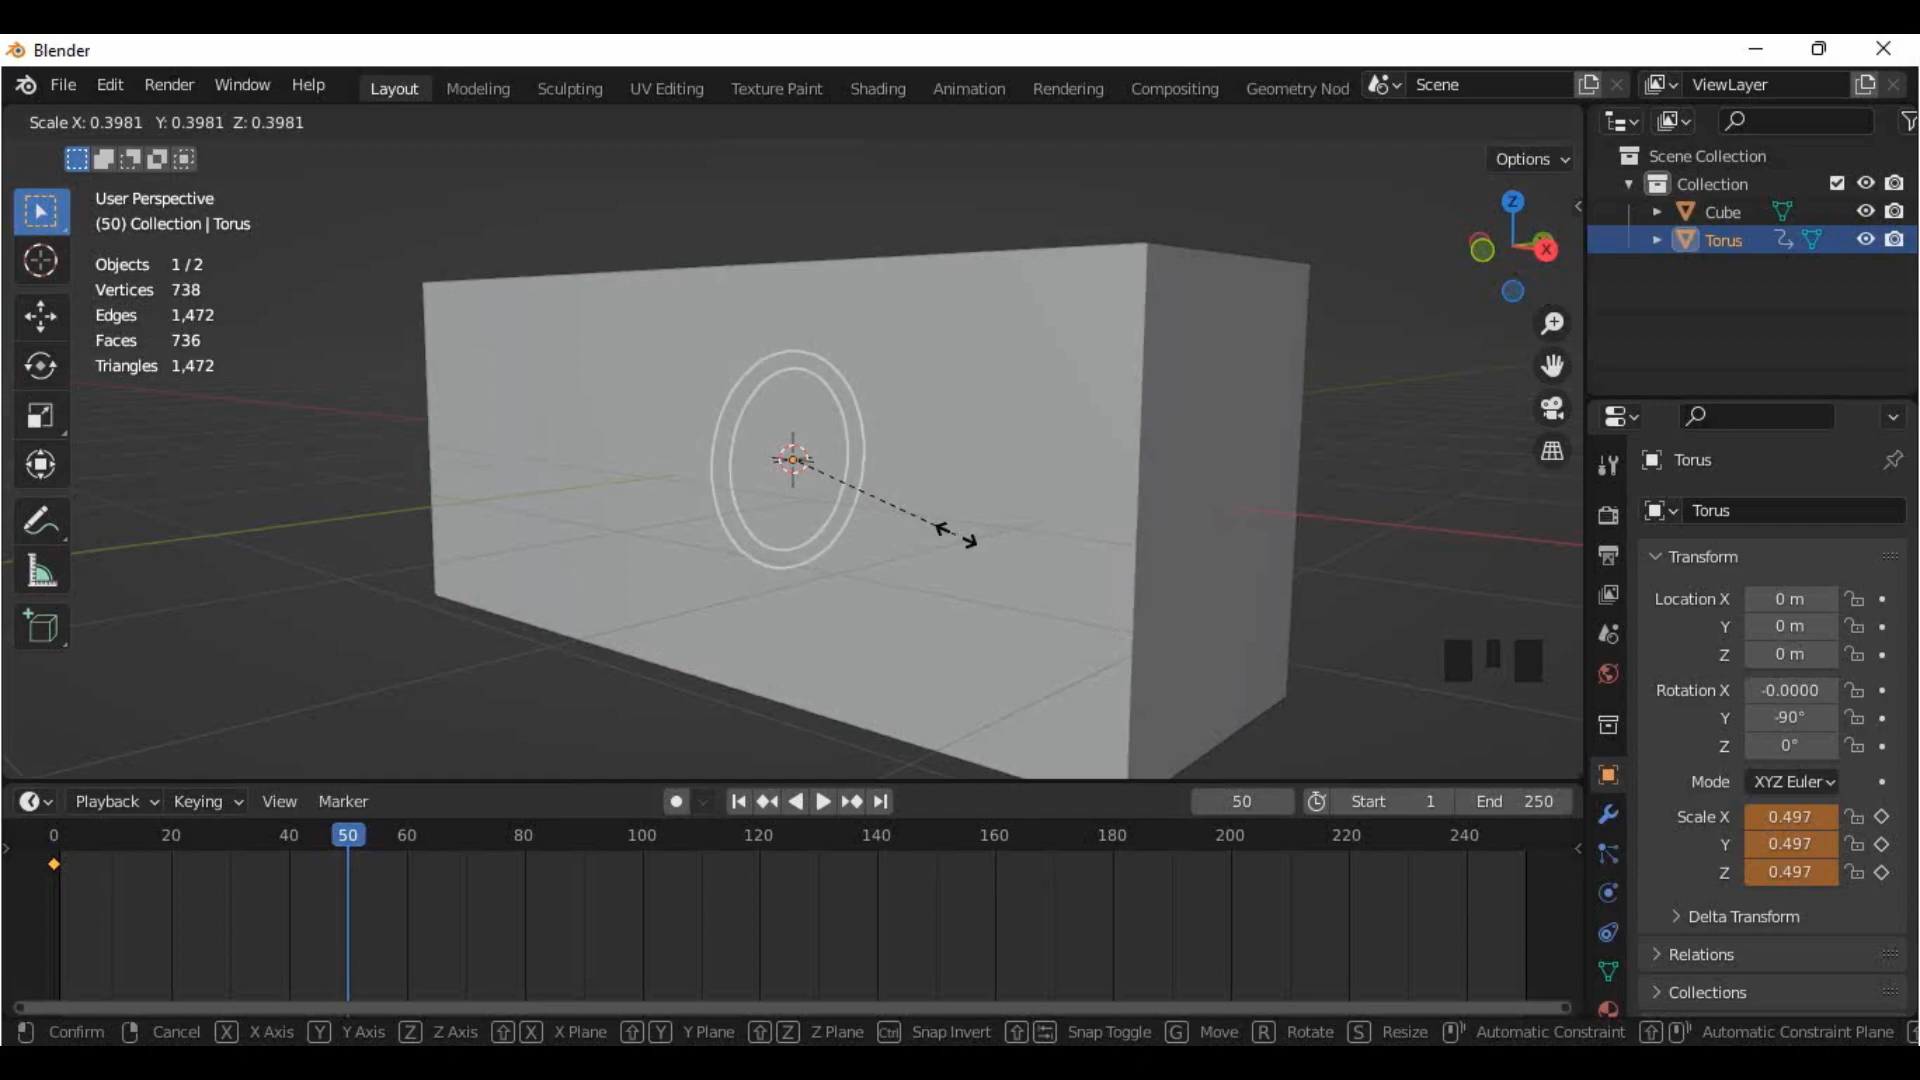 Blender
File Edit Render Window Help Layout Modeling Sculpting UV Editing Texture Paint Shading Animation Rendering Compositing Geometry Nod Scene ViewLayer
Scale X: 0.3981 Y: 0.3981 Z: 0.3981
Options
User Perspective
(50) Collection | Torus
Objects 1/2
Vertices 738
Edges 1,472
Faces 736
Triangles 1,472
Z
X
Scene Collection
Collection
Cube
Torus
Torus
Torus
Transform
Location X 0 m
Y 0 m
Z 0 m
Rotation X -0.0000
Y -90°
Z 0°
Mode XYZ Euler
Scale X 0.497
Y 0.497
Z 0.497
Delta Transform
Relations
Collections
Playback Keying View Marker 50 Start 1 End 250
0 20 40 50 60 80 100 120 140 160 180 200 220 240
Confirm Cancel X X Axis Y Y Axis Z Z Axis X X Plane Y Y Plane Z Z Plane Ctrl Snap Invert Snap Toggle G Move R Rotate S Resize Automatic Constraint Automatic Constraint Plane